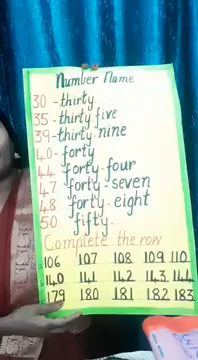 Number Name
30 - thirty
35 - thirty five
39 - thirty - nine
40 - forty
44 forty - four
47 forty - seven
48 forty - eight
50 fifty
Complete the row
106 107 108 109 110
140 141 142 143 144
179 180 181 182 183